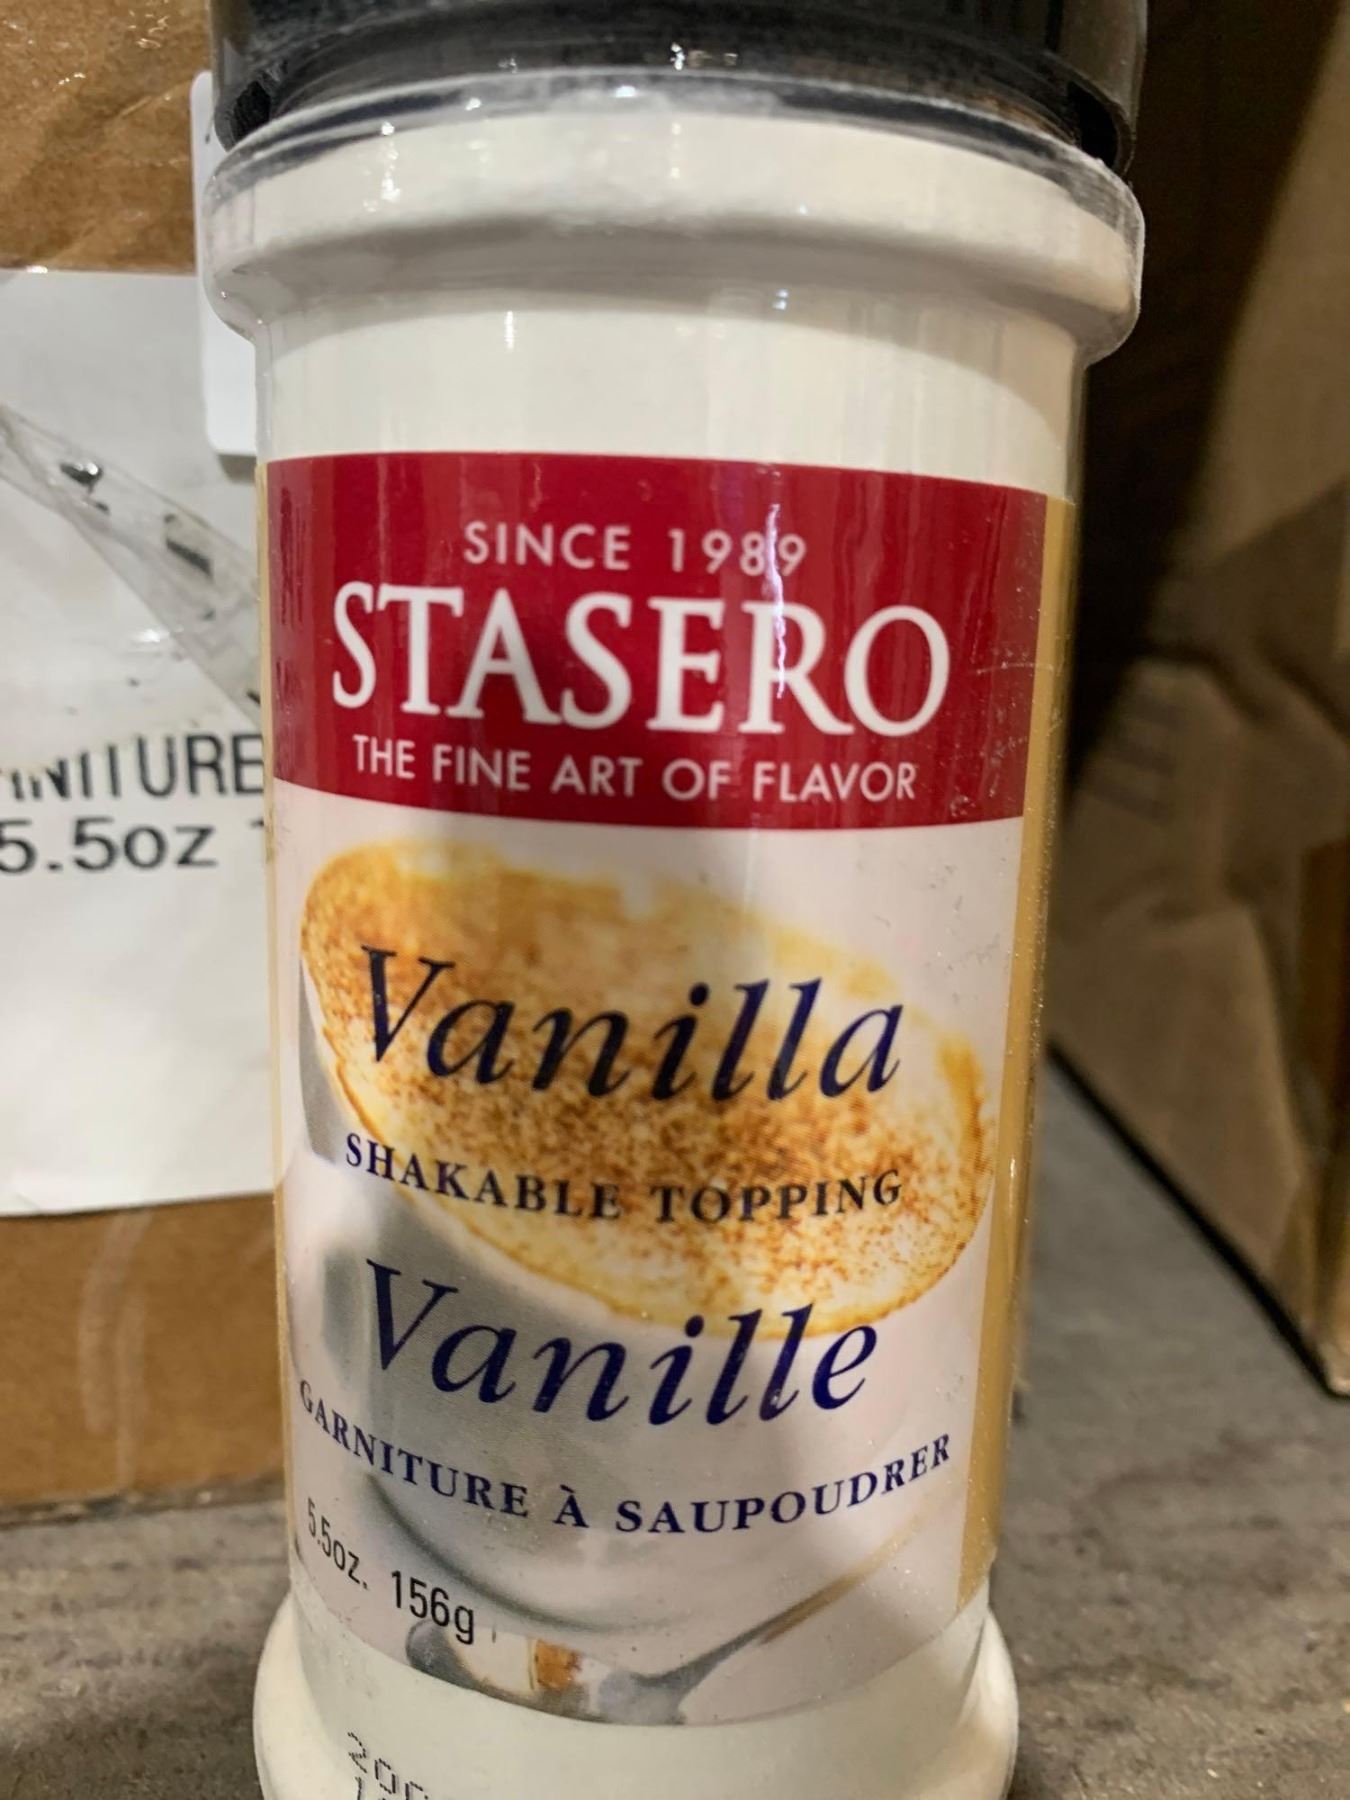 SINCE 1989
STASERO
THE FINE ART OF FLAVOR
Vanilla
SHAKABLE TOPPING
Vanille
GARNITURE À SAUPOUDRER
5.5oz. 156g
5.5oz